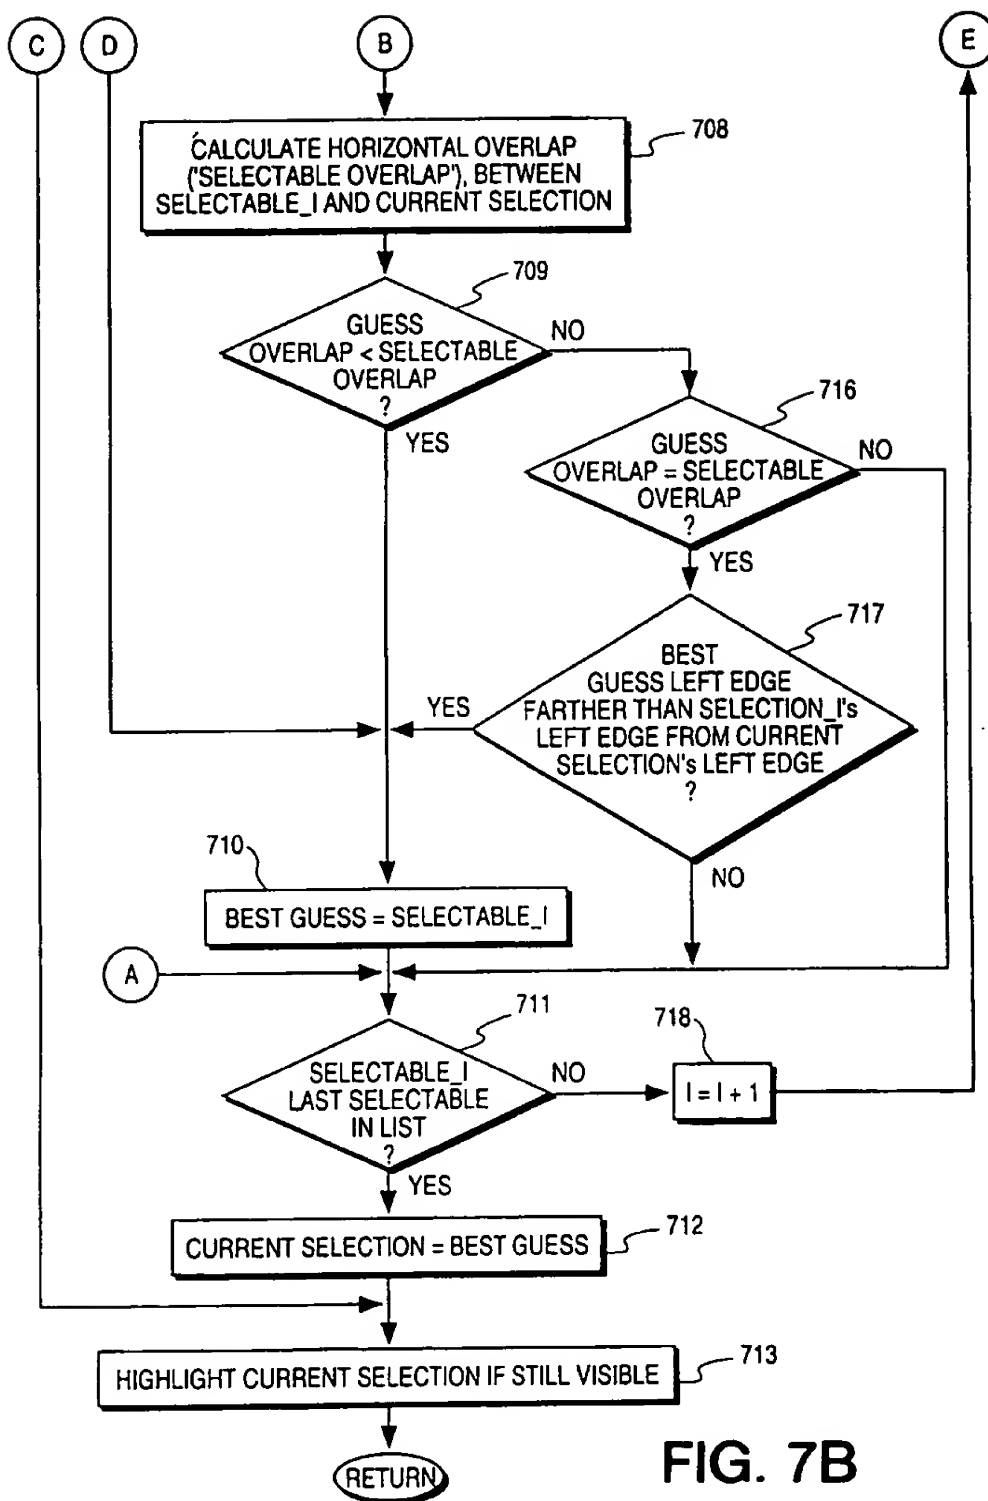 C
D
B
E
CALCULATE HORIZONTAL OVERLAP
('SELECTABLE OVERLAP'), BETWEEN
SELECTABLE_I AND CURRENT SELECTION
708
709
GUESS
OVERLAP < SELECTABLE
OVERLAP
?
NO
YES
716
GUESS
OVERLAP = SELECTABLE
OVERLAP
?
NO
YES
717
BEST
GUESS LEFT EDGE
FARTHER THAN SELECTION_I's
LEFT EDGE FROM CURRENT
SELECTION's LEFT EDGE
?
YES
NO
710
BEST GUESS = SELECTABLE_I
A
711
SELECTABLE_I
LAST SELECTABLE
IN LIST
?
NO
718
I = I + 1
YES
CURRENT SELECTION = BEST GUESS
712
HIGHLIGHT CURRENT SELECTION IF STILL VISIBLE
713
RETURN
FIG. 7B